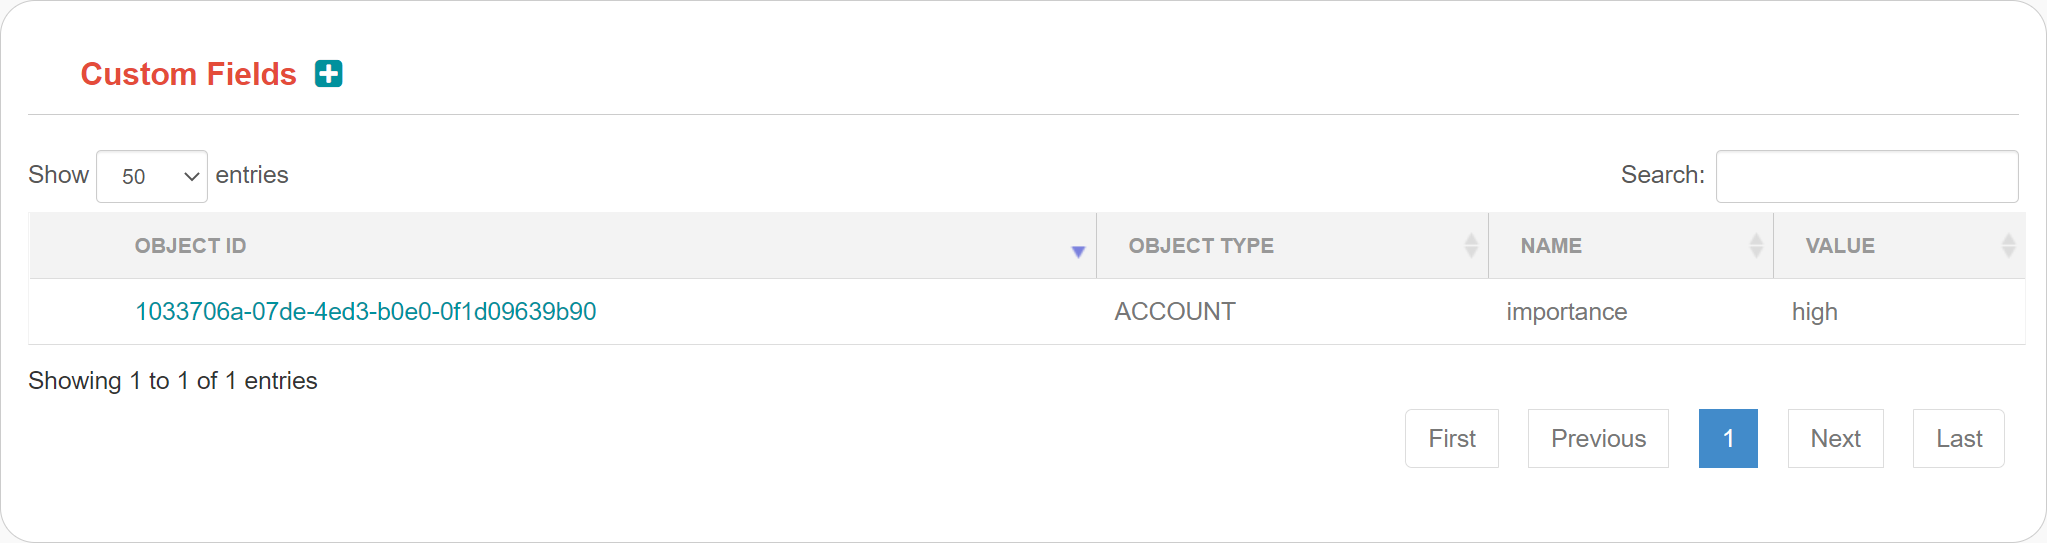 Custom Fields
Show 50 entries Search:
OBJECT ID OBJECT TYPE NAME VALUE
1033706a-07de-4ed3-b0e0-0f1d09639b90 ACCOUNT importance high
Showing 1 to 1 of 1 entries
First Previous 1 Next Last